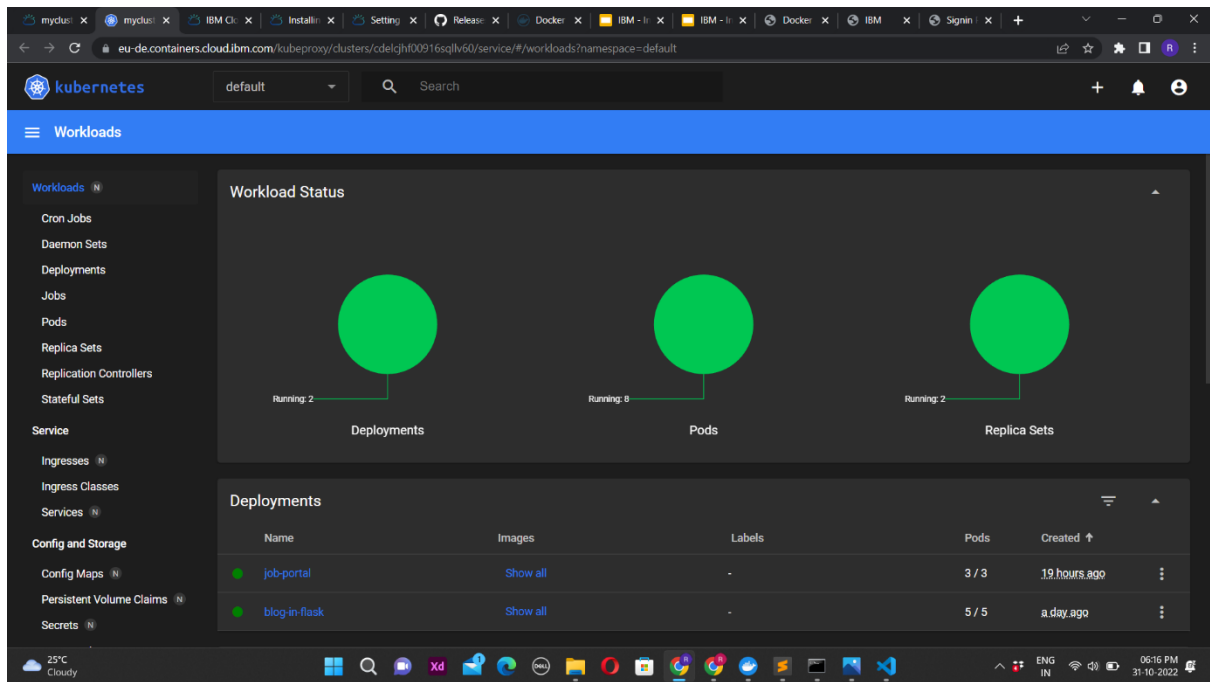 myclust
myclust
IBM Clo
Installin
Setting
Release
Docker
IBM - In
IBM - In
Docker
IBM
Signin
eu-de.containers.cloud.ibm.com/kubeproxy/clusters/cdelcjhf00916sqllv60/service/#/workloads?namespace=default
R
kubernetes
default
Search
Workloads
Workloads N
Cron Jobs
Daemon Sets
Deployments
Jobs
Pods
Replica Sets
Replication Controllers
Stateful Sets
Service
Ingresses N
Ingress Classes
Services N
Config and Storage
Config Maps N
Persistent Volume Claims N
Secrets N
Workload Status
Running: 2
Running: 8
Running: 2
Deployments
Pods
Replica Sets
Deployments
Name Images Labels Pods Created
job-portal Show all - 3 / 3 19 hours ago
blog-in-flask Show all - 5 / 5 a day ago
25°C
Cloudy
Xd
DELL
ENG
IN
06:16 PM
31-10-2022